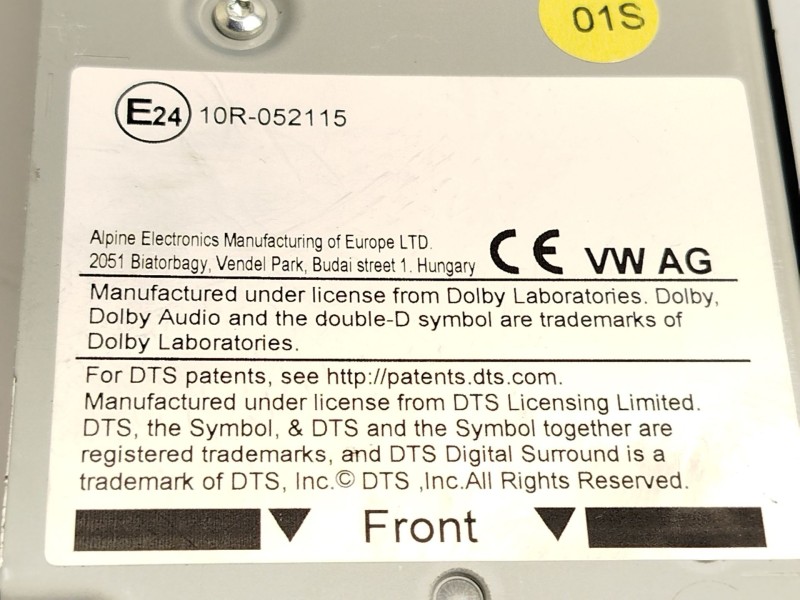 01S
E24 10R-052115
Alpine Electronics Manufacturing of Europe LTD.
2051 Biatorbagy, Vendel Park, Budai street 1. Hungary
CE VW AG
Manufactured under license from Dolby Laboratories. Dolby,
Dolby Audio and the double-D symbol are trademarks of
Dolby Laboratories.
For DTS patents, see http://patents.dts.com.
Manufactured under license from DTS Licensing Limited.
DTS, the Symbol, & DTS and the Symbol together are
registered trademarks, and DTS Digital Surround is a
trademark of DTS, Inc.© DTS ,Inc.All Rights Reserved.
Front